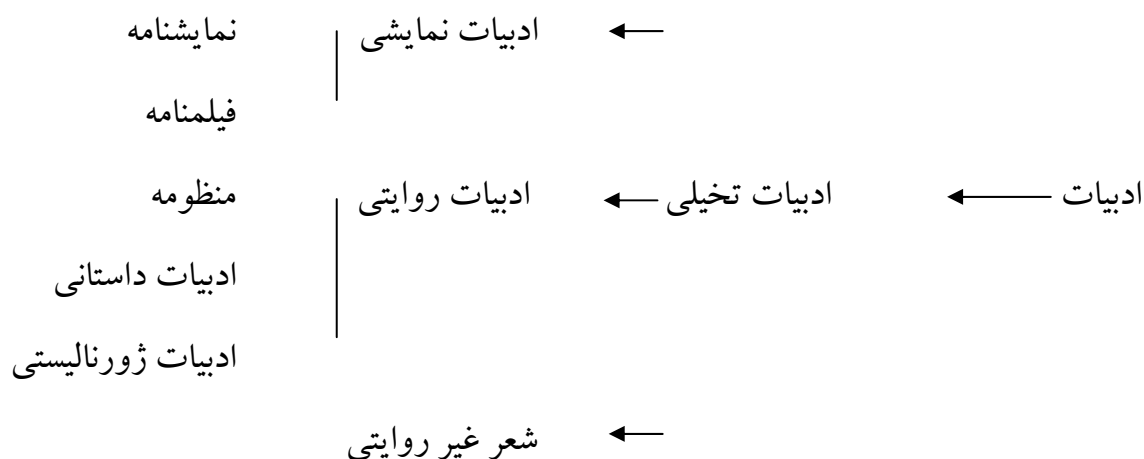 ادبیات نمایشی نمایشنامه
فیلمنامه
ادبیات ادبیات تخیلی ادبیات روایتی منظومه
ادبیات داستانی
ادبیات ژورنالیستی
شعر غیر روایتی